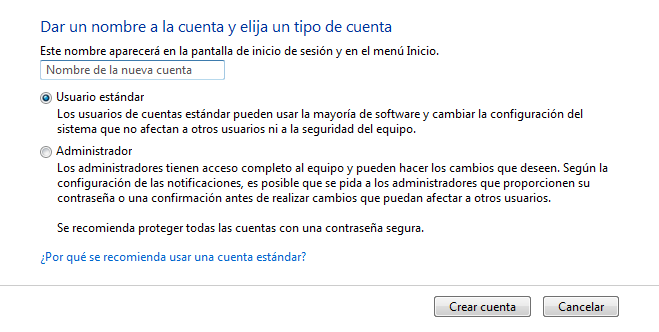 Dar un nombre a la cuenta y elija un tipo de cuenta
Este nombre aparecerá en la pantalla de inicio de sesión y en el menú Inicio.
Nombre de la nueva cuenta
Usuario estándar
Los usuarios de cuentas estándar pueden usar la mayoría de software y cambiar la configuración del
sistema que no afectan a otros usuarios ni a la seguridad del equipo.
Administrador
Los administradores tienen acceso completo al equipo y pueden hacer los cambios que deseen. Según la
configuración de las notificaciones, es posible que se pida a los administradores que proporcionen su
contraseña o una confirmación antes de realizar cambios que puedan afectar a otros usuarios.
Se recomienda proteger todas las cuentas con una contraseña segura.
¿Por qué se recomienda usar una cuenta estándar?
Crear cuenta
Cancelar